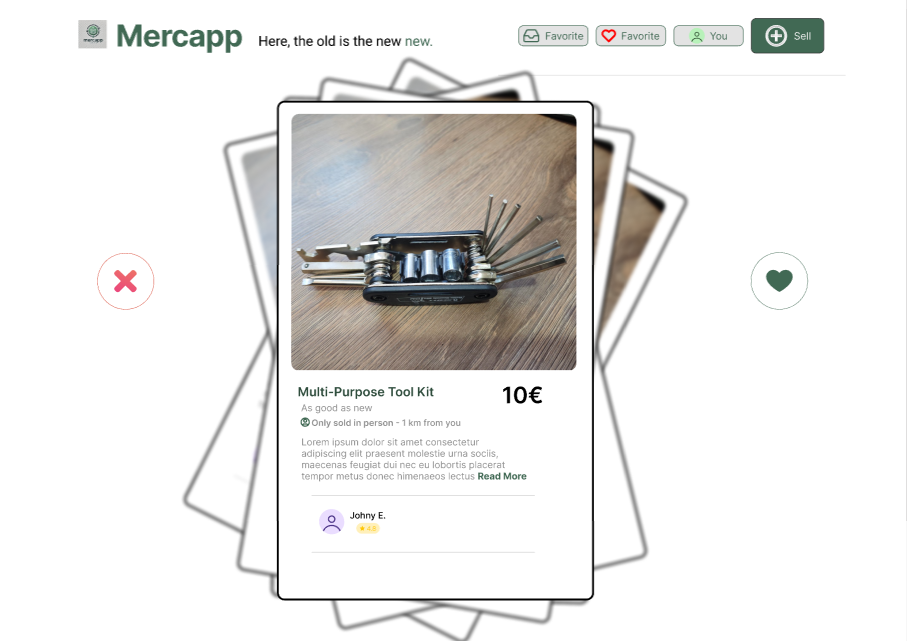 mercapp
Mercapp
Here, the old is the new new.
Favorite
Favorite
You
Sell
Multi-Purpose Tool Kit
10€
As good as new
Only sold in person - 1 km from you
Lorem ipsum dolor sit amet consectetur
adipiscing elit praesent molestie urna sociis,
maecenas feugiat dui nec eu lobortis placerat
tempor metus donec himenaeos lectus Read More
Johny E.